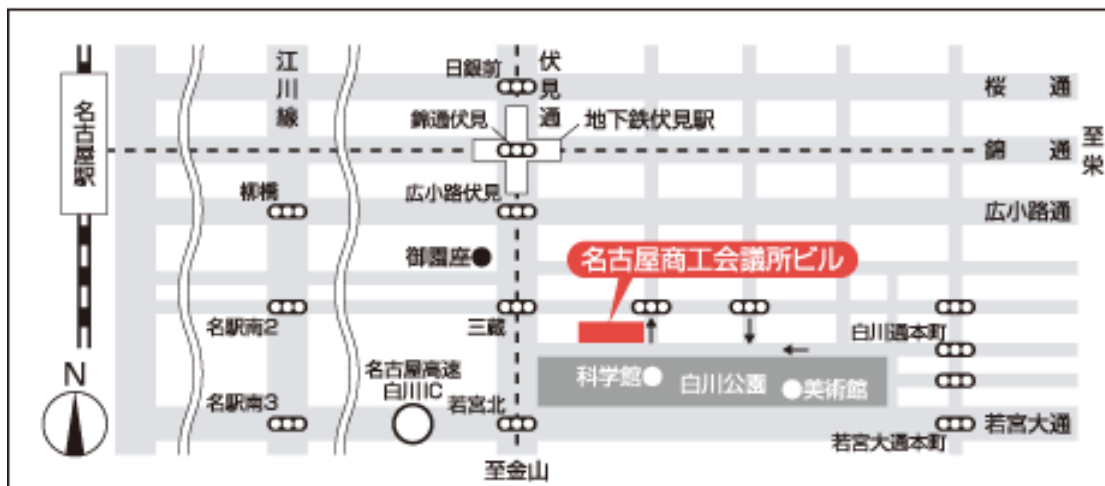 江川線
伏見通
日銀前
桜通
名古屋駅
錦通伏見
地下鉄伏見駅
錦通
至栄
柳橋
広小路伏見
広小路通
御園座
名古屋商工会議所ビル
名駅南2
三蔵
白川通本町
名古屋高速
白川IC
科学館
白川公園
美術館
N
名駅南3
若宮北
若宮大通
若宮大通本町
至金山